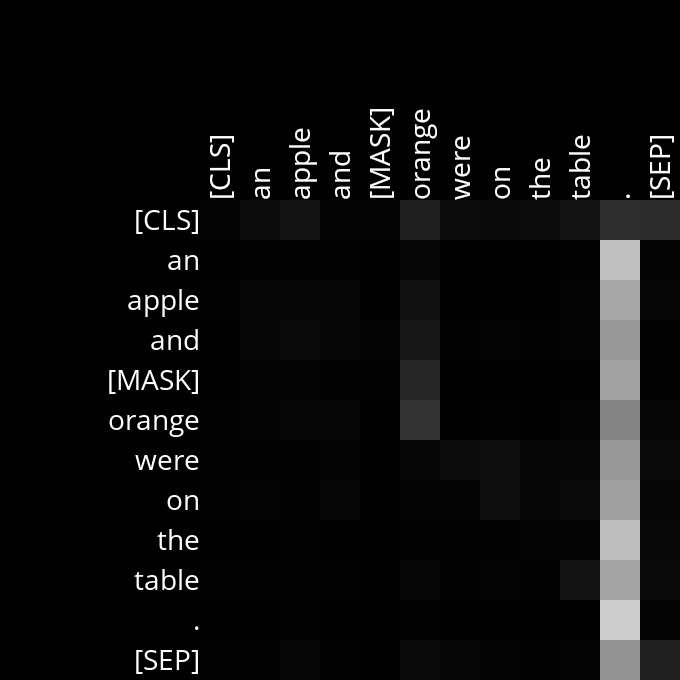 [CLS] an apple and [MASK] orange were on the table . [SEP]
[CLS]
an
apple
and
[MASK]
orange
were
on
the
table
.
[SEP]